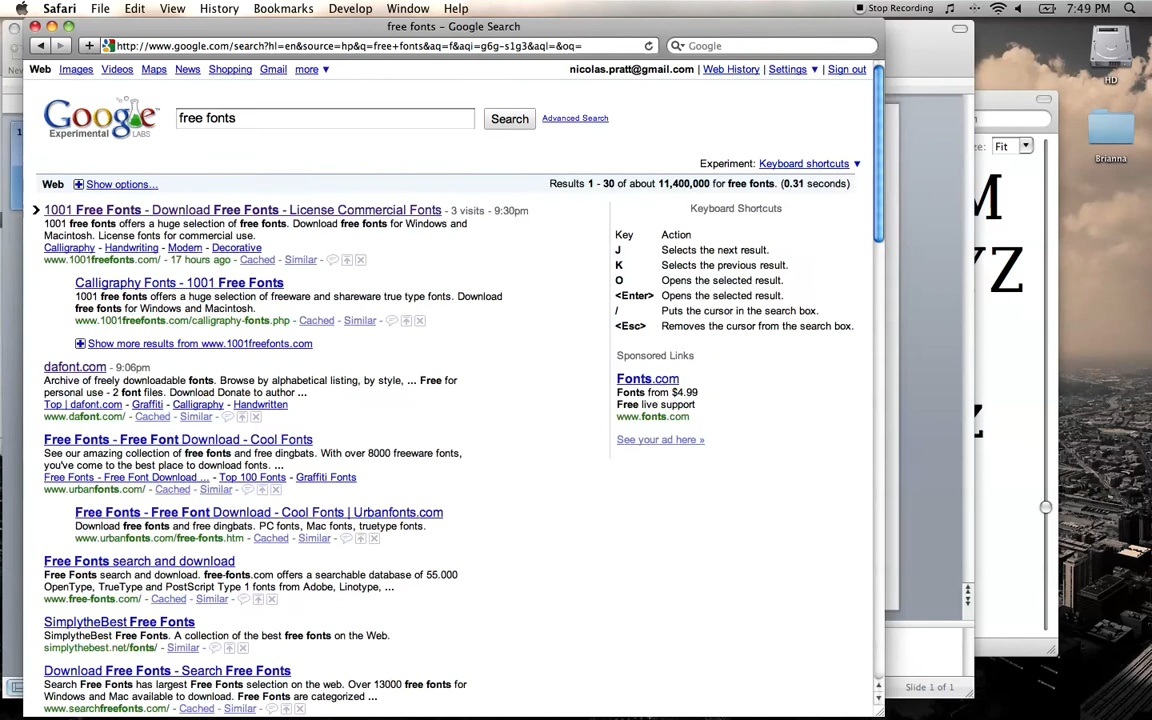 Safari File Edit View History Bookmarks Develop Window Help Stop Recording 7:49 PM
free fonts – Google Search
http://www.google.com/search?hl=en&source=hp&q=free+fonts&aq=f&aqi=g6g-s1g3&aql=&oq= Google
Web Images Videos Maps News Shopping Gmail more ▼ nicolas.pratt@gmail.com | Web History | Settings ▼ | Sign out
Google
Experimental LABS
free fonts Search Advanced Search
Experiment: Keyboard shortcuts ▼
Web Show options... Results 1 - 30 of about 11,400,000 for free fonts. (0.31 seconds)
1001 Free Fonts - Download Free Fonts - License Commercial Fonts - 3 visits - 9:30pm
1001 free fonts offers a huge selection of free fonts. Download free fonts for Windows and
Macintosh. License fonts for commercial use.
Calligraphy - Handwriting - Modern - Decorative
www.1001freefonts.com/ - 17 hours ago - Cached - Similar
Calligraphy Fonts - 1001 Free Fonts
1001 free fonts offers a huge selection of freeware and shareware true type fonts. Download
free fonts for Windows and Macintosh.
www.1001freefonts.com/calligraphy-fonts.php - Cached - Similar
Show more results from www.1001freefonts.com
dafont.com - 9:06pm
Archive of freely downloadable fonts. Browse by alphabetical listing, by style, ... Free for
personal use - 2 font files. Download Donate to author ...
Top | dafont.com - Graffiti - Calligraphy - Handwritten
www.dafont.com/ - Cached - Similar
Free Fonts - Free Font Download - Cool Fonts
See our amazing collection of free fonts and free dingbats. With over 8000 freeware fonts,
you've come to the best place to download fonts. ...
Free Fonts - Free Font Download ... - Top 100 Fonts - Graffiti Fonts
www.urbanfonts.com/ - Cached - Similar
Free Fonts - Free Font Download - Cool Fonts | Urbanfonts.com
Download free fonts and free dingbats. PC fonts, Mac fonts, truetype fonts.
www.urbanfonts.com/free-fonts.htm - Cached - Similar
Free Fonts search and download
Free Fonts search and download. free-fonts.com offers a searchable database of 55.000
OpenType, TrueType and PostScript Type 1 fonts from Adobe, Linotype, ...
www.free-fonts.com/ - Cached - Similar
SimplytheBest Free Fonts
SimplytheBest Free Fonts. A collection of the best free fonts on the Web.
simplythebest.net/fonts/ - Similar
Download Free Fonts - Search Free Fonts
Search Free Fonts has largest Free Fonts selection on the web. Over 13000 free fonts for
Windows and Mac available to download. Free Fonts are categorized ...
www.searchfreefonts.com/ - Cached - Similar
Keyboard Shortcuts
Key Action
J Selects the next result.
K Selects the previous result.
O Opens the selected result.
<Enter> Opens the selected result.
/ Puts the cursor in the search box.
<Esc> Removes the cursor from the search box.
Sponsored Links
Fonts.com
Fonts from $4.99
Free live support
www.fonts.com
See your ad here »
Fit
M
YZ
z
Slide 1 of 1
HD
Brianna